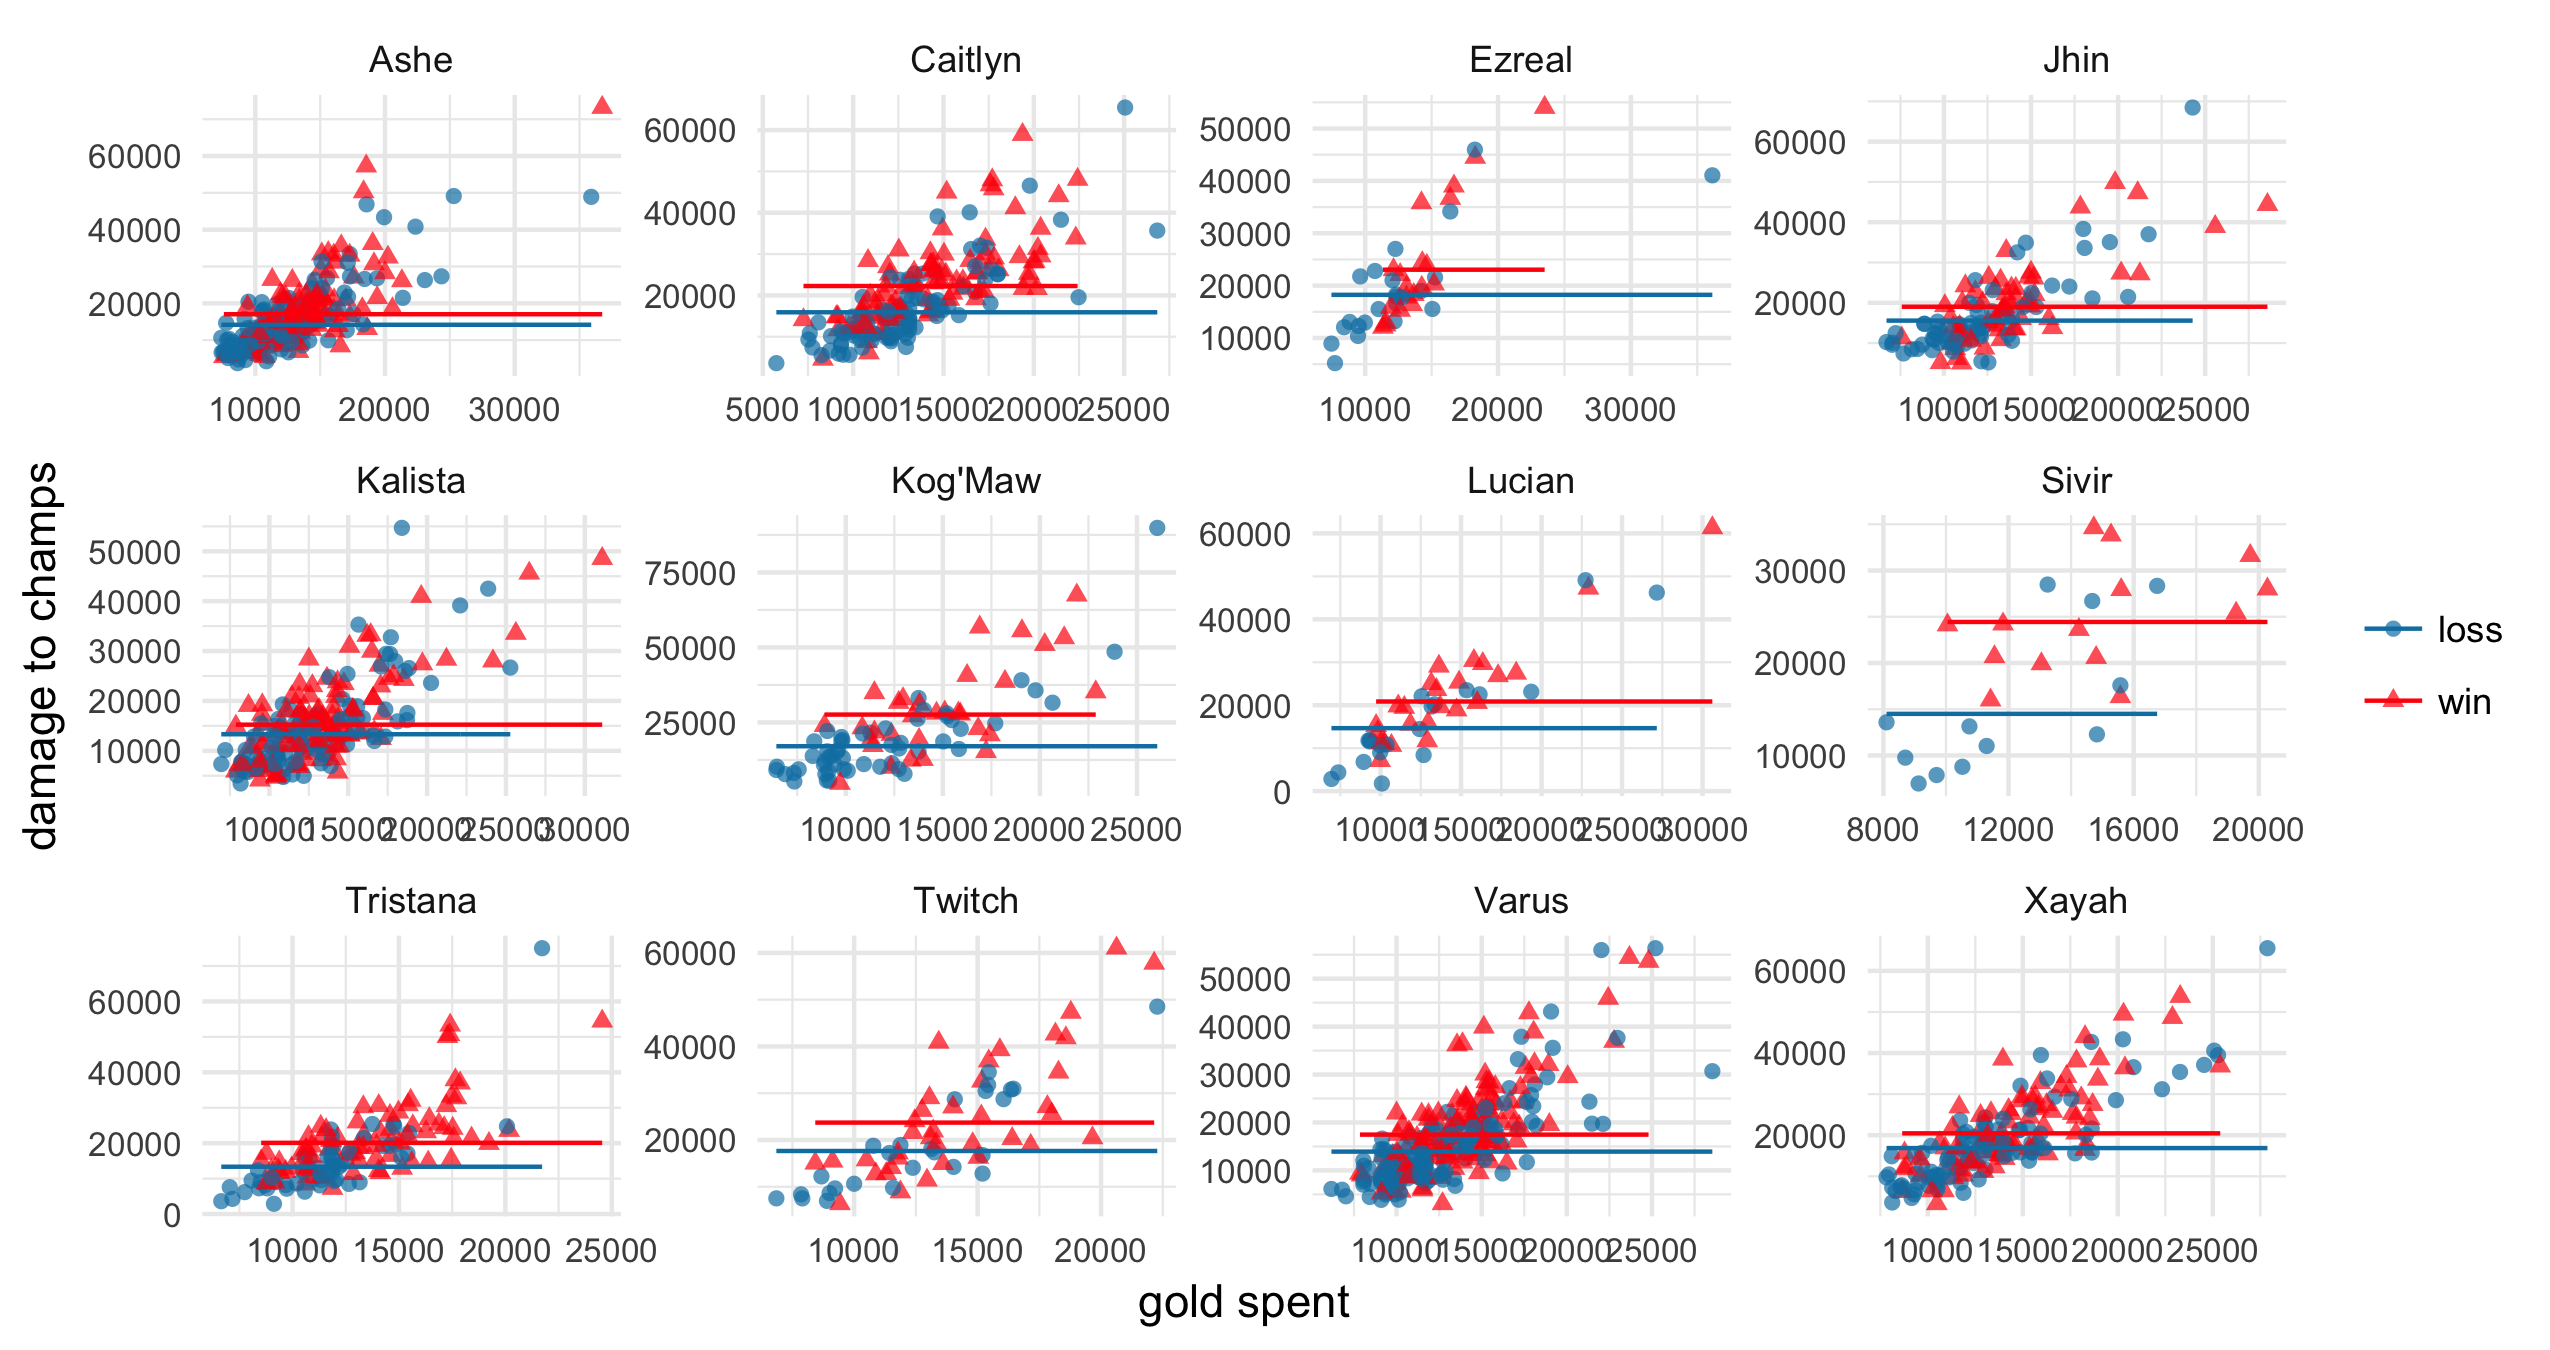 Ashe Caitlyn Ezreal Jhin
60000
40000
20000
60000
40000
20000
50000
40000
30000
20000
10000
60000
40000
20000
10000 20000 30000
5000 10000 15000 20000 25000
10000 20000 30000
10000 15000 20000 25000
Kalista Kog'Maw Lucian Sivir
50000
40000
30000
20000
10000
75000
50000
25000
60000
40000
20000
0
30000
20000
10000
10000 15000 20000 25000 30000
10000 15000 20000 25000
10000 15000 20000 25000 30000
8000 12000 16000 20000
Tristana Twitch Varus Xayah
60000
40000
20000
0
60000
40000
20000
50000
40000
30000
20000
10000
60000
40000
20000
10000 15000 20000 25000
10000 15000 20000
10000 15000 20000 25000
10000 15000 20000 25000
damage to champs
gold spent
loss
win